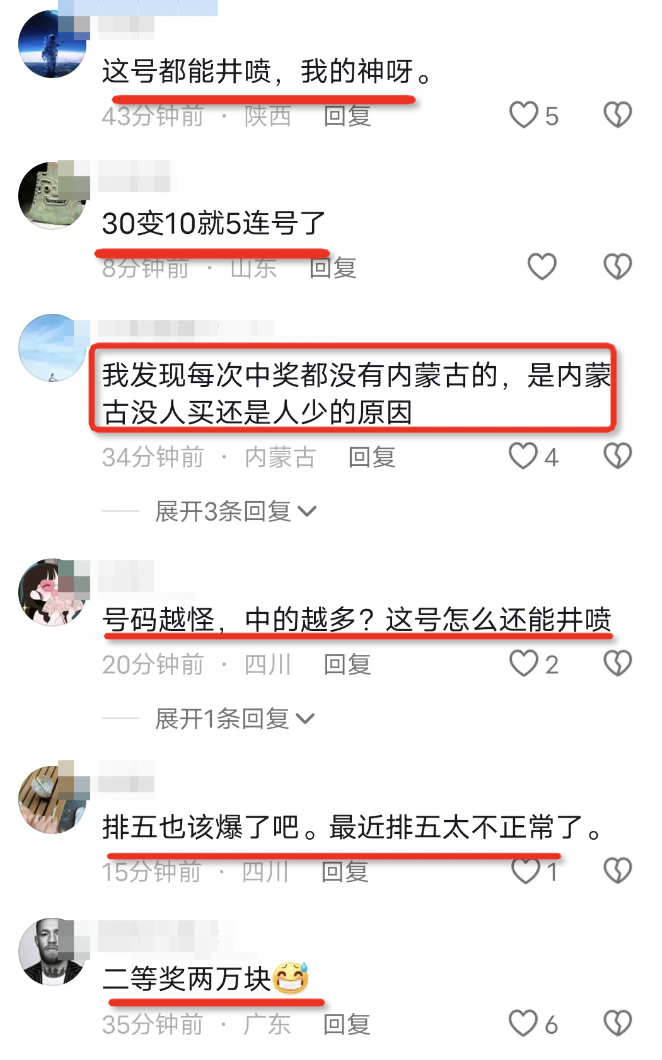 这号都能井喷，我的神呀。
43分钟前 · 陕西 回复 5
30变10就5连号了
8分钟前 · 山东 回复
我发现每次中奖都没有内蒙古的，是内蒙
古没人买还是人少的原因
34分钟前 · 内蒙古 回复 4
展开3条回复
号码越怪，中的越多？这号怎么还能井喷
20分钟前 · 四川 回复 2
展开1条回复
排五也该爆了吧。最近排五太不正常了。
15分钟前 · 四川 回复 1
二等奖两万块😅
35分钟前 · 广东 回复 6